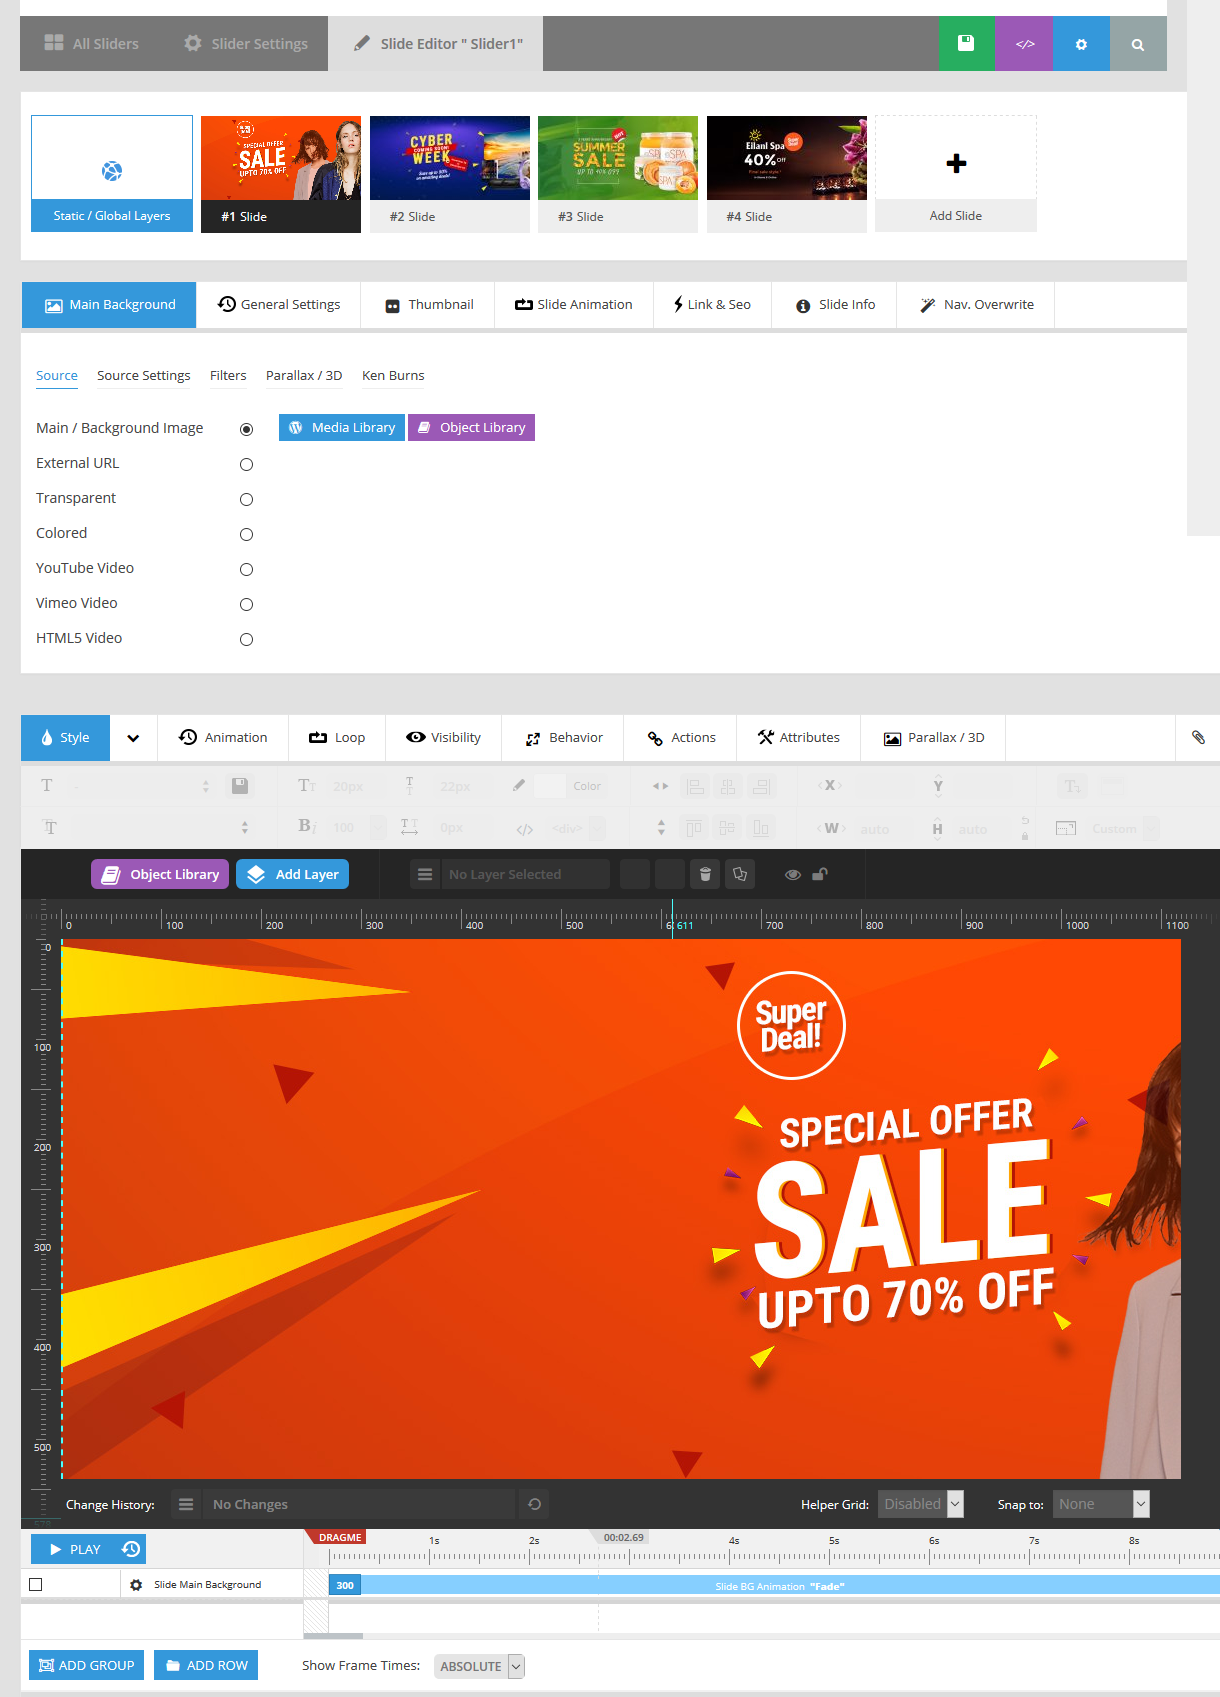 All Sliders
Slider Settings
Slide Editor " Slider1"
</>
CYBER
COMING SOON!
WEEK
SPECIAL OFFER
SALE
UPTO 70% OFF
SUMMER
SALE
UP TO 40% OFF
HOT
SPA
Eilanl Spa
40% Off
Static / Global Layers
#1 Slide
#2 Slide
#3 Slide
#4 Slide
Add Slide
Main Background
General Settings
Thumbnail
Slide Animation
Link & Seo
Slide Info
Nav. Overwrite
Source
Source Settings
Filters
Parallax / 3D
Ken Burns
Main / Background Image
Media Library
Object Library
External URL
Transparent
Colored
YouTube Video
Vimeo Video
HTML5 Video
Style
Animation
Loop
Visibility
Behavior
Actions
Attributes
Parallax / 3D
20px
22px
Color
X
Y
100
0px
</>
<div>
W
auto
H
auto
Custom
Object Library
Add Layer
No Layer Selected
0 100 200 300 400 500 611 700 800 900 1000 1100
0
100
200
300
400
500
Super
Deal!
SPECIAL OFFER
SALE
UPTO 70% OFF
Change History:
No Changes
Helper Grid:
Disabled
Snap to:
None
PLAY
DRAGME
1s 2s 00:02.69 4s 5s 6s 7s 8s
Slide Main Background
300
Slide BG Animation "Fade"
ADD GROUP
ADD ROW
Show Frame Times:
ABSOLUTE